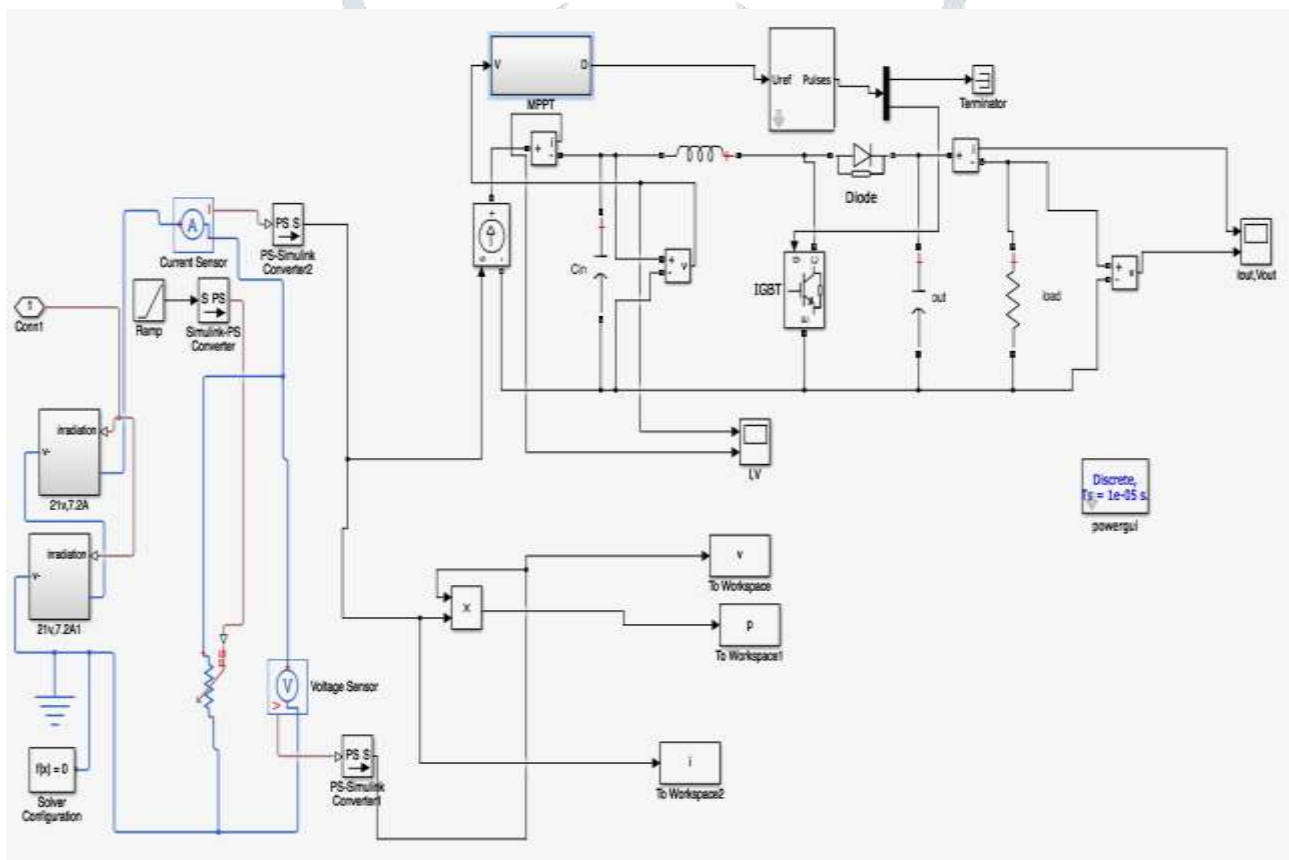 V
D
MPPT
Uref
Pulses
Terminator
i
+
-
Diode
i
+
-
Iout,Vout
A
I
Current Sensor
PS S
PS-Simulink
Converter2
Cin
+
-
v
g
C
E
IGBT
out
load
+
-
v
1
Conn1
Ramp
S PS
Simulink-PS
Converter
irradiation
v-
21v,7.2A
I,V
Discrete,
Ts = 1e-05 s.
powergui
irradiation
v-
21v,7.2A1
X
v
To Workspace
p
To Workspace1
PS
V
V
Voltage Sensor
PS S
PS-Simulink
Converter1
i
To Workspace2
f(x) = 0
Solver
Configuration